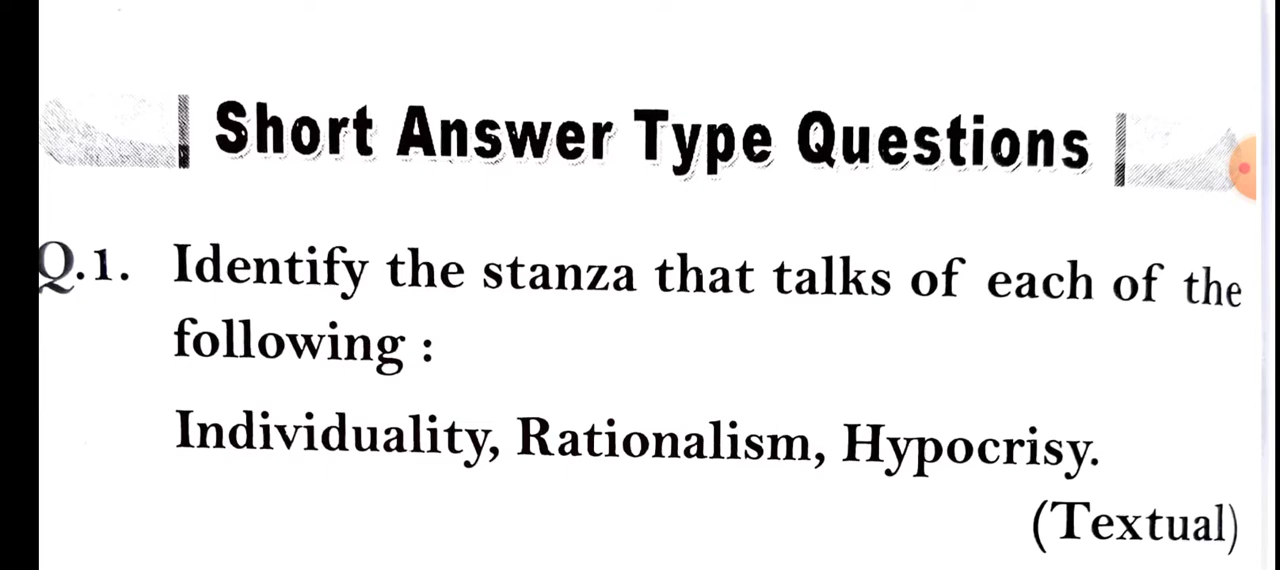 Short Answer Type Questions
Q.1. Identify the stanza that talks of each of the
following :
Individuality, Rationalism, Hypocrisy.
(Textual)